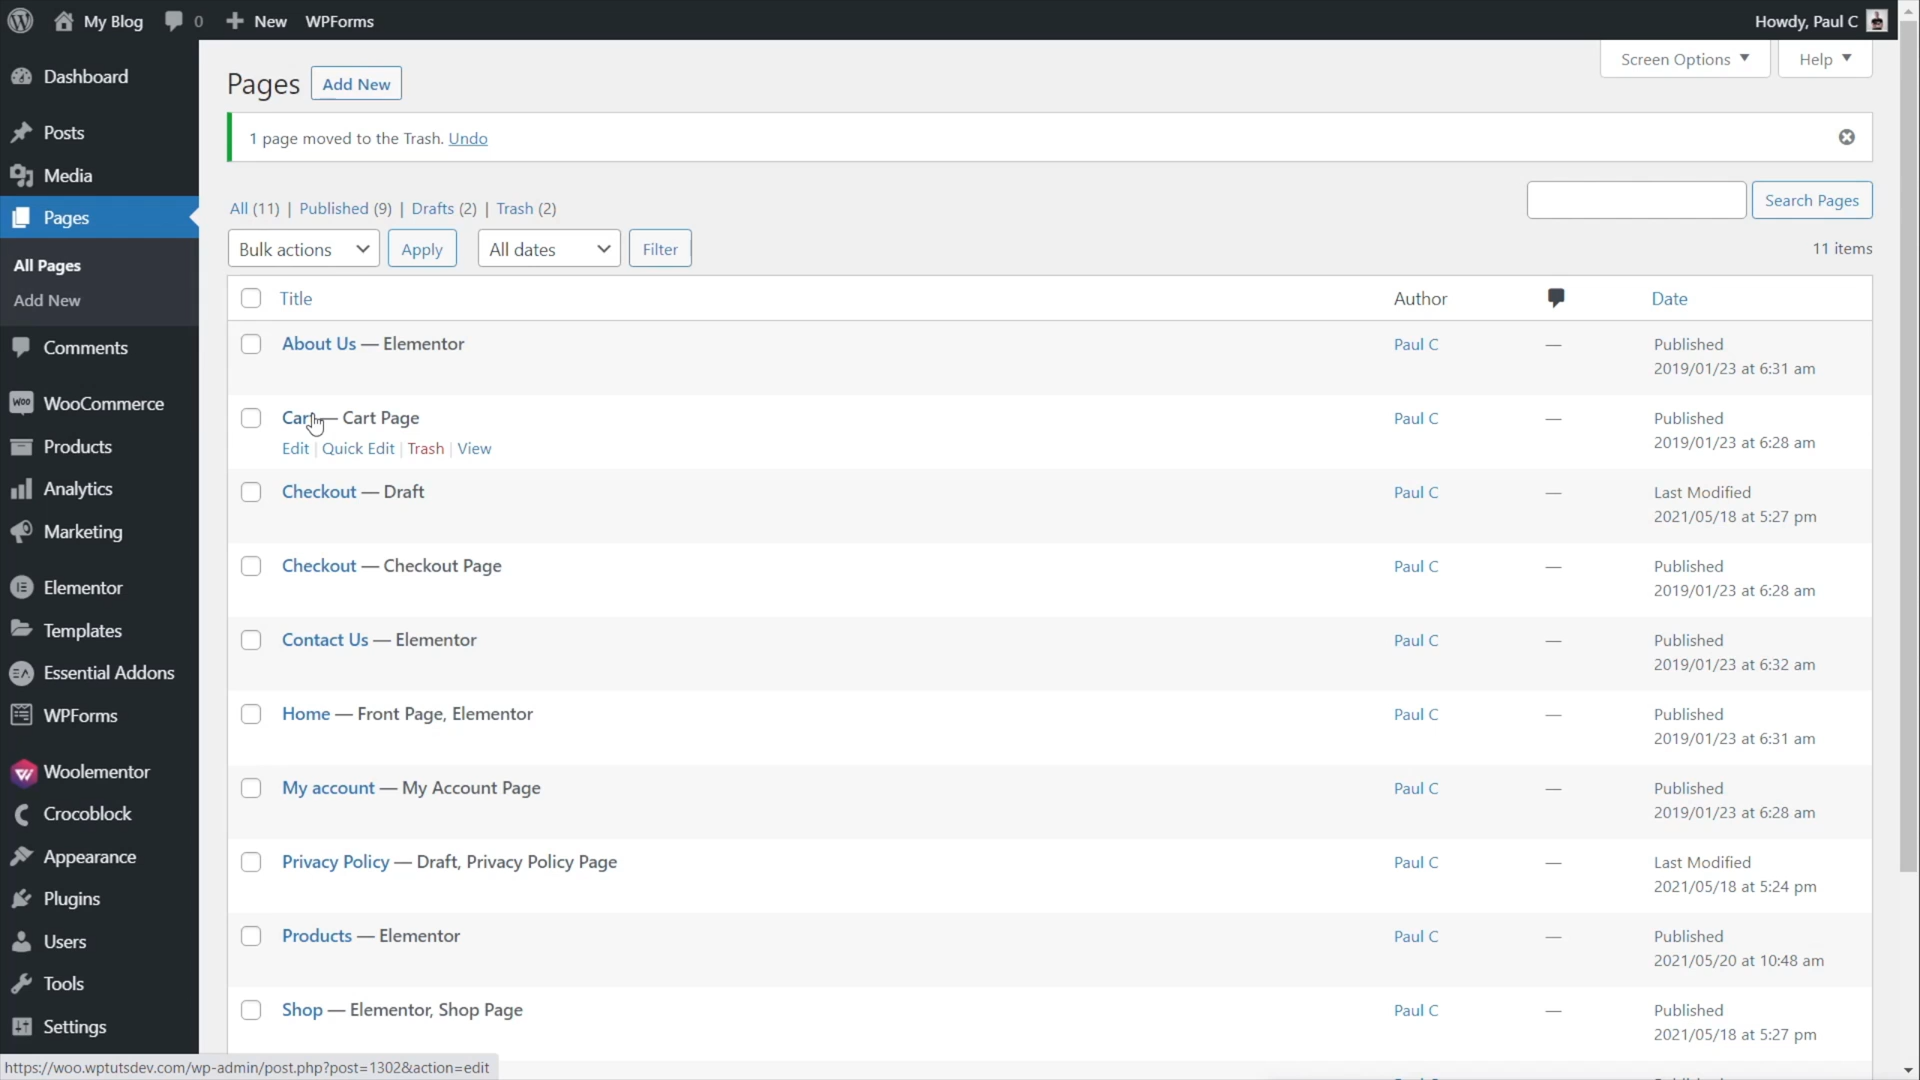 My Blog 0 New WPForms Howdy, Paul C
Dashboard
Posts
Media
Pages
All Pages
Add New
Comments
WooCommerce
Products
Analytics
Marketing
Elementor
Templates
Essential Addons
WPForms
Woolementor
Crocoblock
Appearance
Plugins
Users
Tools
Settings
Screen Options Help
Pages Add New
1 page moved to the Trash. Undo
All (11) | Published (9) | Drafts (2) | Trash (2)
Search Pages
Bulk actions Apply All dates Filter 11 items
Title Author Date
About Us — Elementor Paul C — Published
2019/01/23 at 6:31 am
Cart — Cart Page Paul C — Published
2019/01/23 at 6:28 am
Edit | Quick Edit | Trash | View
Checkout — Draft Paul C — Last Modified
2021/05/18 at 5:27 pm
Checkout — Checkout Page Paul C — Published
2019/01/23 at 6:28 am
Contact Us — Elementor Paul C — Published
2019/01/23 at 6:32 am
Home — Front Page, Elementor Paul C — Published
2019/01/23 at 6:31 am
My account — My Account Page Paul C — Published
2019/01/23 at 6:28 am
Privacy Policy — Draft, Privacy Policy Page Paul C — Last Modified
2021/05/18 at 5:24 pm
Products — Elementor Paul C — Published
2021/05/20 at 10:48 am
Shop — Elementor, Shop Page Paul C — Published
2021/05/18 at 5:27 pm
https://woo.wptutsdev.com/wp-admin/post.php?post=1302&action=edit